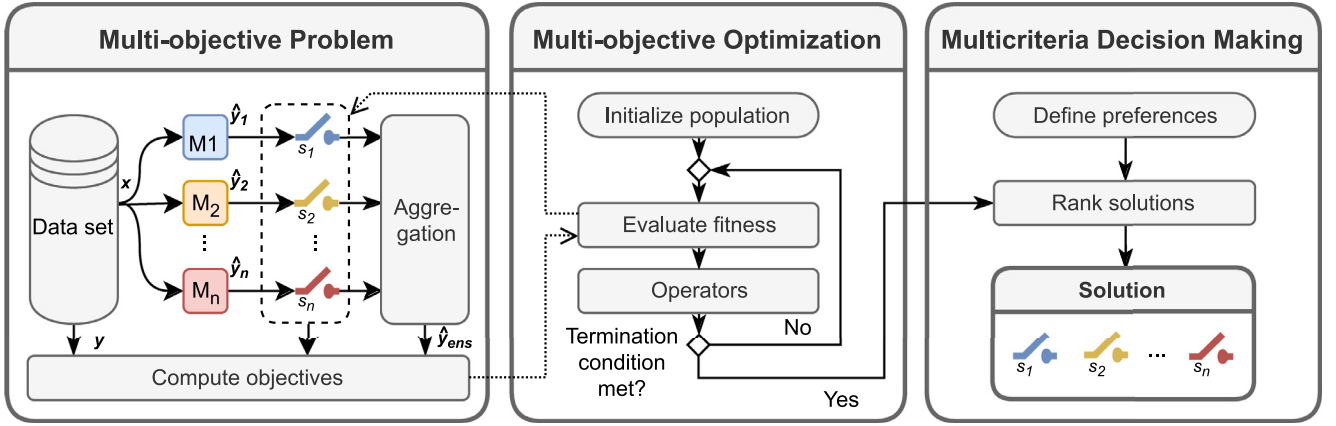 Multi-objective Problem
Data set
x
M1
ŷ1
s1
M2
ŷ2
s2
⋮
⋮
Mn
ŷn
sn
Aggre-
gation
y
ŷens
Compute objectives
Multi-objective Optimization
Initialize population
Evaluate fitness
Operators
Termination
condition
met?
No
Yes
Multicriteria Decision Making
Define preferences
Rank solutions
Solution
s1 s2 ... sn